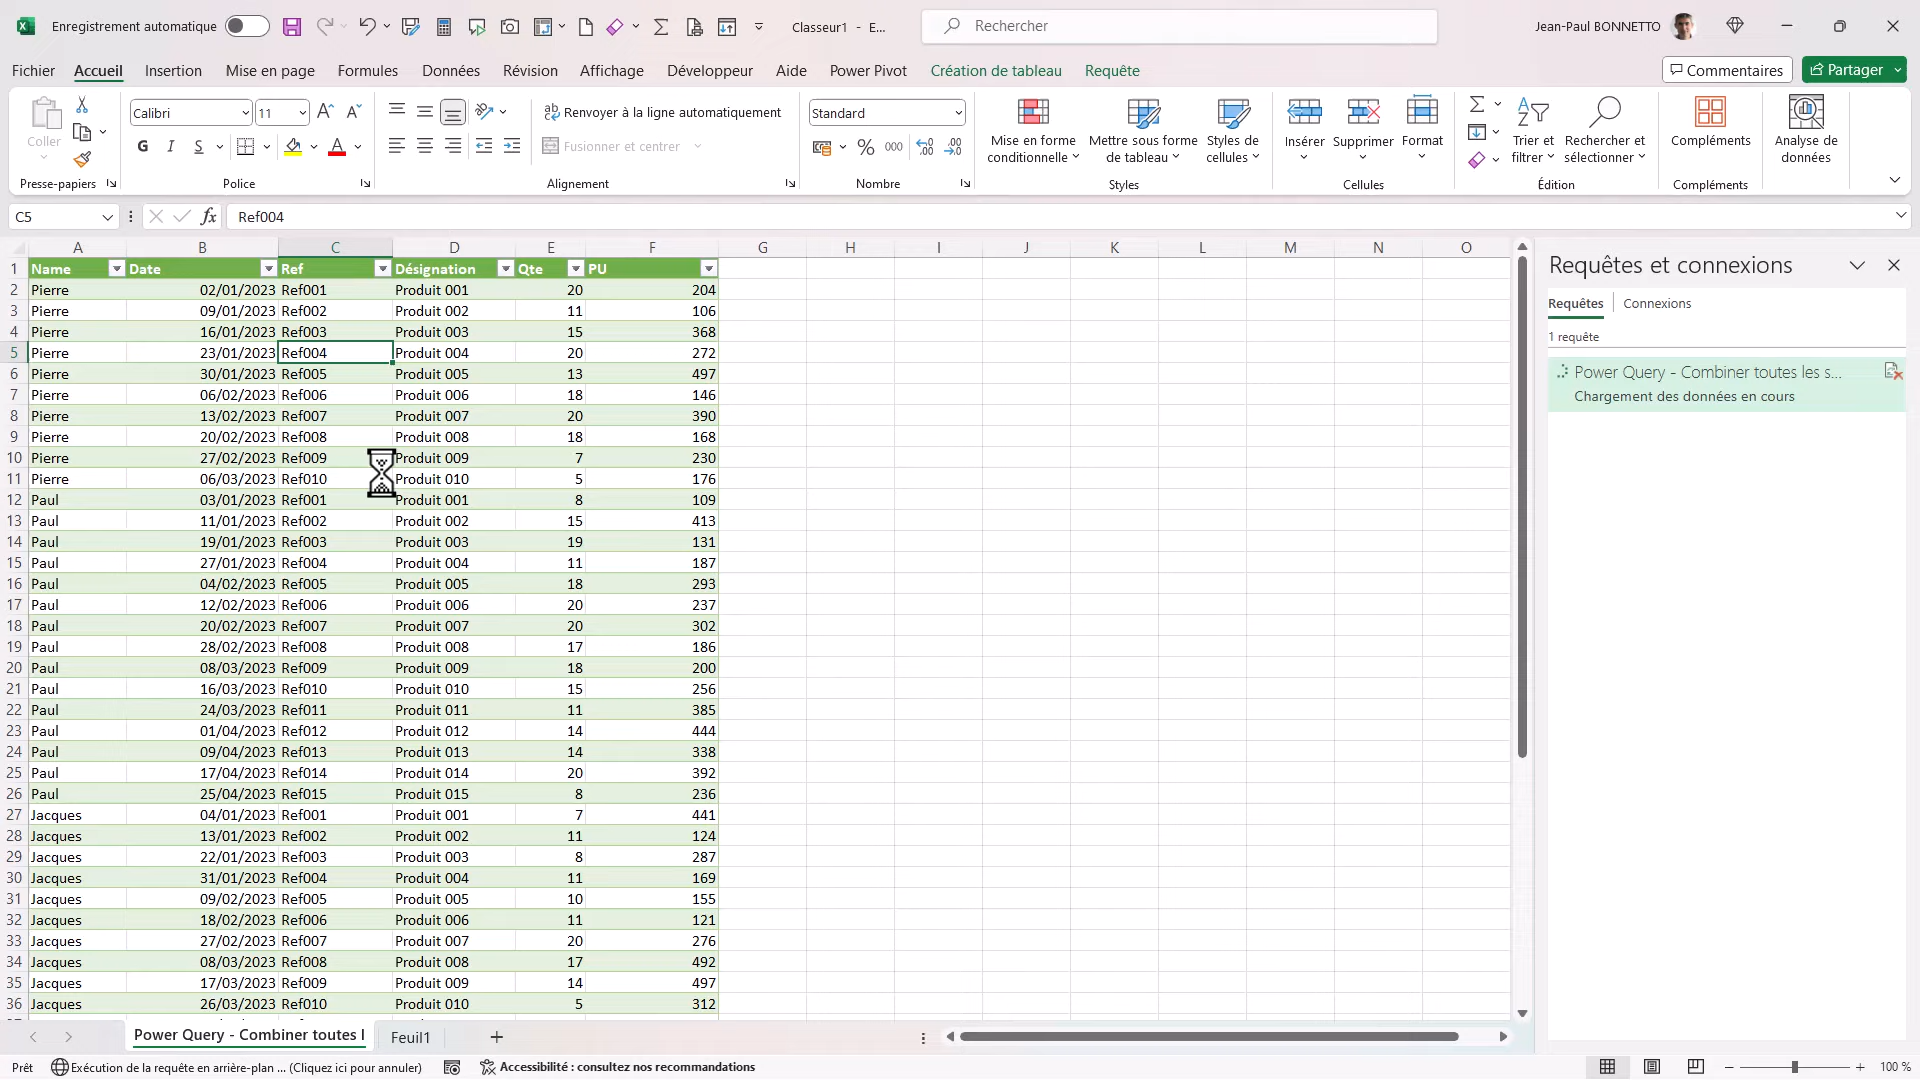 Enregistrement automatique
Classeur1 - E...
Rechercher
Jean-Paul BONNETTO
Fichier Accueil Insertion Mise en page Formules Données Révision Affichage Développeur Aide Power Pivot Création de tableau Requête
Commentaires
Partager
Coller
Presse-papiers
Calibri 11
G I S A
Police
Renvoyer à la ligne automatiquement
Fusionner et centrer
Alignement
Standard
% 000
Nombre
Mise en forme conditionnelle
Mettre sous forme de tableau
Styles de cellules
Styles
Insérer
Supprimer
Format
Cellules
Trier et filtrer
Rechercher et sélectionner
Édition
Compléments
Compléments
Analyse de données
C5 fx Ref004
A B C D E F G H I J K L M N O
1 Name Date Ref Désignation Qte PU
2 Pierre 02/01/2023 Ref001 Produit 001 20 204
3 Pierre 09/01/2023 Ref002 Produit 002 11 106
4 Pierre 16/01/2023 Ref003 Produit 003 15 368
5 Pierre 23/01/2023 Ref004 Produit 004 20 272
6 Pierre 30/01/2023 Ref005 Produit 005 13 497
7 Pierre 06/02/2023 Ref006 Produit 006 18 146
8 Pierre 13/02/2023 Ref007 Produit 007 20 390
9 Pierre 20/02/2023 Ref008 Produit 008 18 168
10 Pierre 27/02/2023 Ref009 Produit 009 7 230
11 Pierre 06/03/2023 Ref010 Produit 010 5 176
12 Paul 03/01/2023 Ref001 Produit 001 8 109
13 Paul 11/01/2023 Ref002 Produit 002 15 413
14 Paul 19/01/2023 Ref003 Produit 003 19 131
15 Paul 27/01/2023 Ref004 Produit 004 11 187
16 Paul 04/02/2023 Ref005 Produit 005 18 293
17 Paul 12/02/2023 Ref006 Produit 006 20 237
18 Paul 20/02/2023 Ref007 Produit 007 20 302
19 Paul 28/02/2023 Ref008 Produit 008 17 186
20 Paul 08/03/2023 Ref009 Produit 009 18 200
21 Paul 16/03/2023 Ref010 Produit 010 15 256
22 Paul 24/03/2023 Ref011 Produit 011 11 385
23 Paul 01/04/2023 Ref012 Produit 012 14 444
24 Paul 09/04/2023 Ref013 Produit 013 14 338
25 Paul 17/04/2023 Ref014 Produit 014 20 392
26 Paul 25/04/2023 Ref015 Produit 015 8 236
27 Jacques 04/01/2023 Ref001 Produit 001 7 441
28 Jacques 13/01/2023 Ref002 Produit 002 11 124
29 Jacques 22/01/2023 Ref003 Produit 003 8 287
30 Jacques 31/01/2023 Ref004 Produit 004 11 169
31 Jacques 09/02/2023 Ref005 Produit 005 10 155
32 Jacques 18/02/2023 Ref006 Produit 006 11 121
33 Jacques 27/02/2023 Ref007 Produit 007 20 276
34 Jacques 08/03/2023 Ref008 Produit 008 17 492
35 Jacques 17/03/2023 Ref009 Produit 009 14 497
36 Jacques 26/03/2023 Ref010 Produit 010 5 312
Requêtes et connexions
Requêtes Connexions
1 requête
Power Query - Combiner toutes les s...
Chargement des données en cours
Power Query - Combiner toutes l Feuil1
Prêt Exécution de la requête en arrière-plan ... (Cliquez ici pour annuler) Accessibilité : consultez nos recommandations 100 %